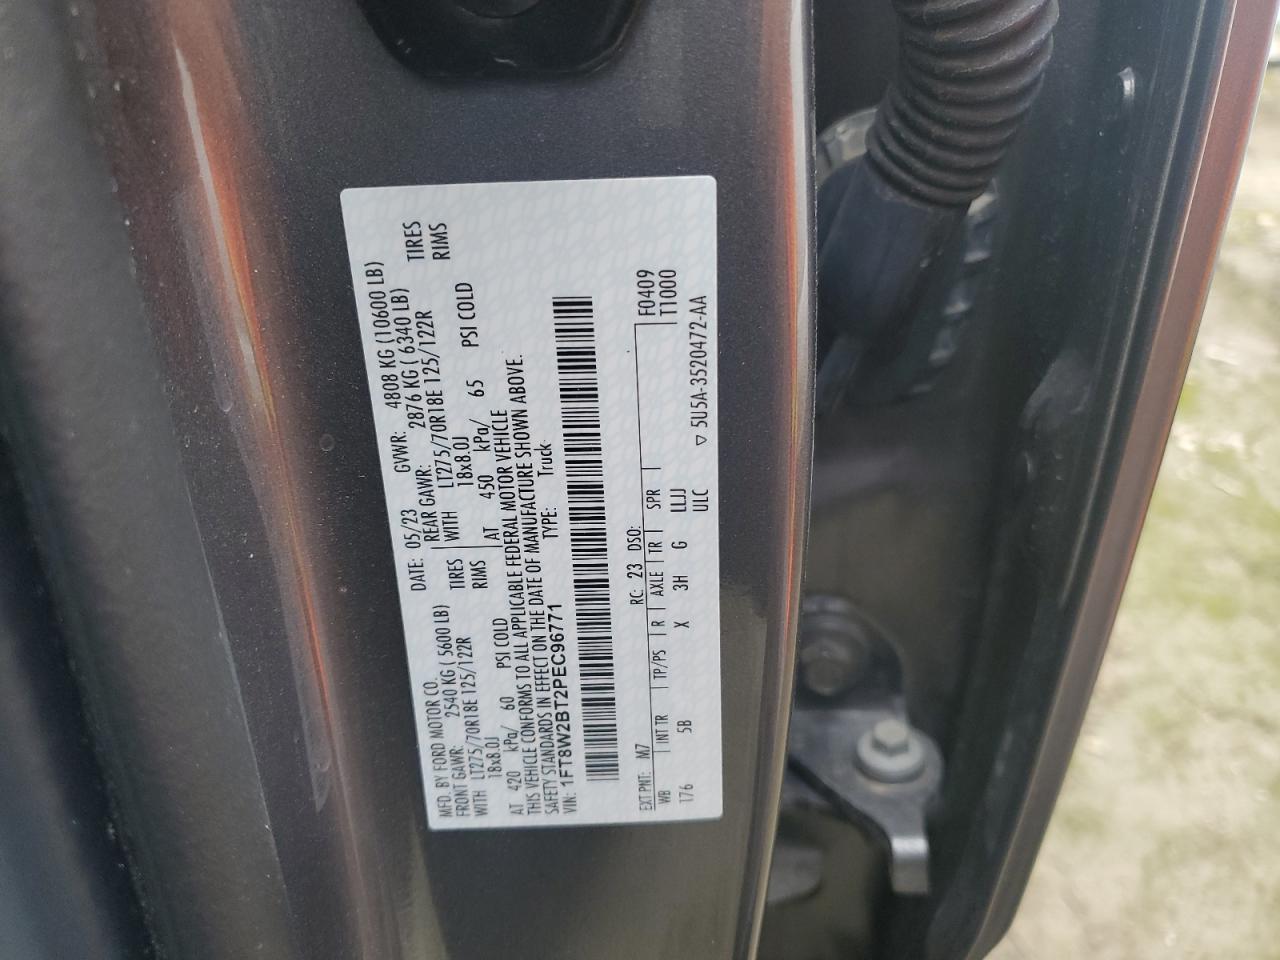 MFD. BY FORD MOTOR CO.
DATE: 05/23 GVWR: 4808 KG (10600 LB)
FRONT GAWR: 2540 KG ( 5600 LB) REAR GAWR: 2876 KG ( 6340 LB)
WITH LT275/70R18E 125/122R TIRES WITH LT275/70R18E 125/122R TIRES
18x8.0J RIMS 18x8.0J RIMS
AT 420 kPa/ 60 PSI COLD AT 450 kPa/ 65 PSI COLD
THIS VEHICLE CONFORMS TO ALL APPLICABLE FEDERAL MOTOR VEHICLE
SAFETY STANDARDS IN EFFECT ON THE DATE OF MANUFACTURE SHOWN ABOVE.
VIN: 1FT8W2BT2PEC96771 TYPE: Truck
F0409
EXT PNT: M7 RC: 23 DSO: T1000
WB INT TR TP/PS R AXLE TR SPR
176 5B X 3H G LLJJ
ULC ▽ 5U5A-3520472-AA